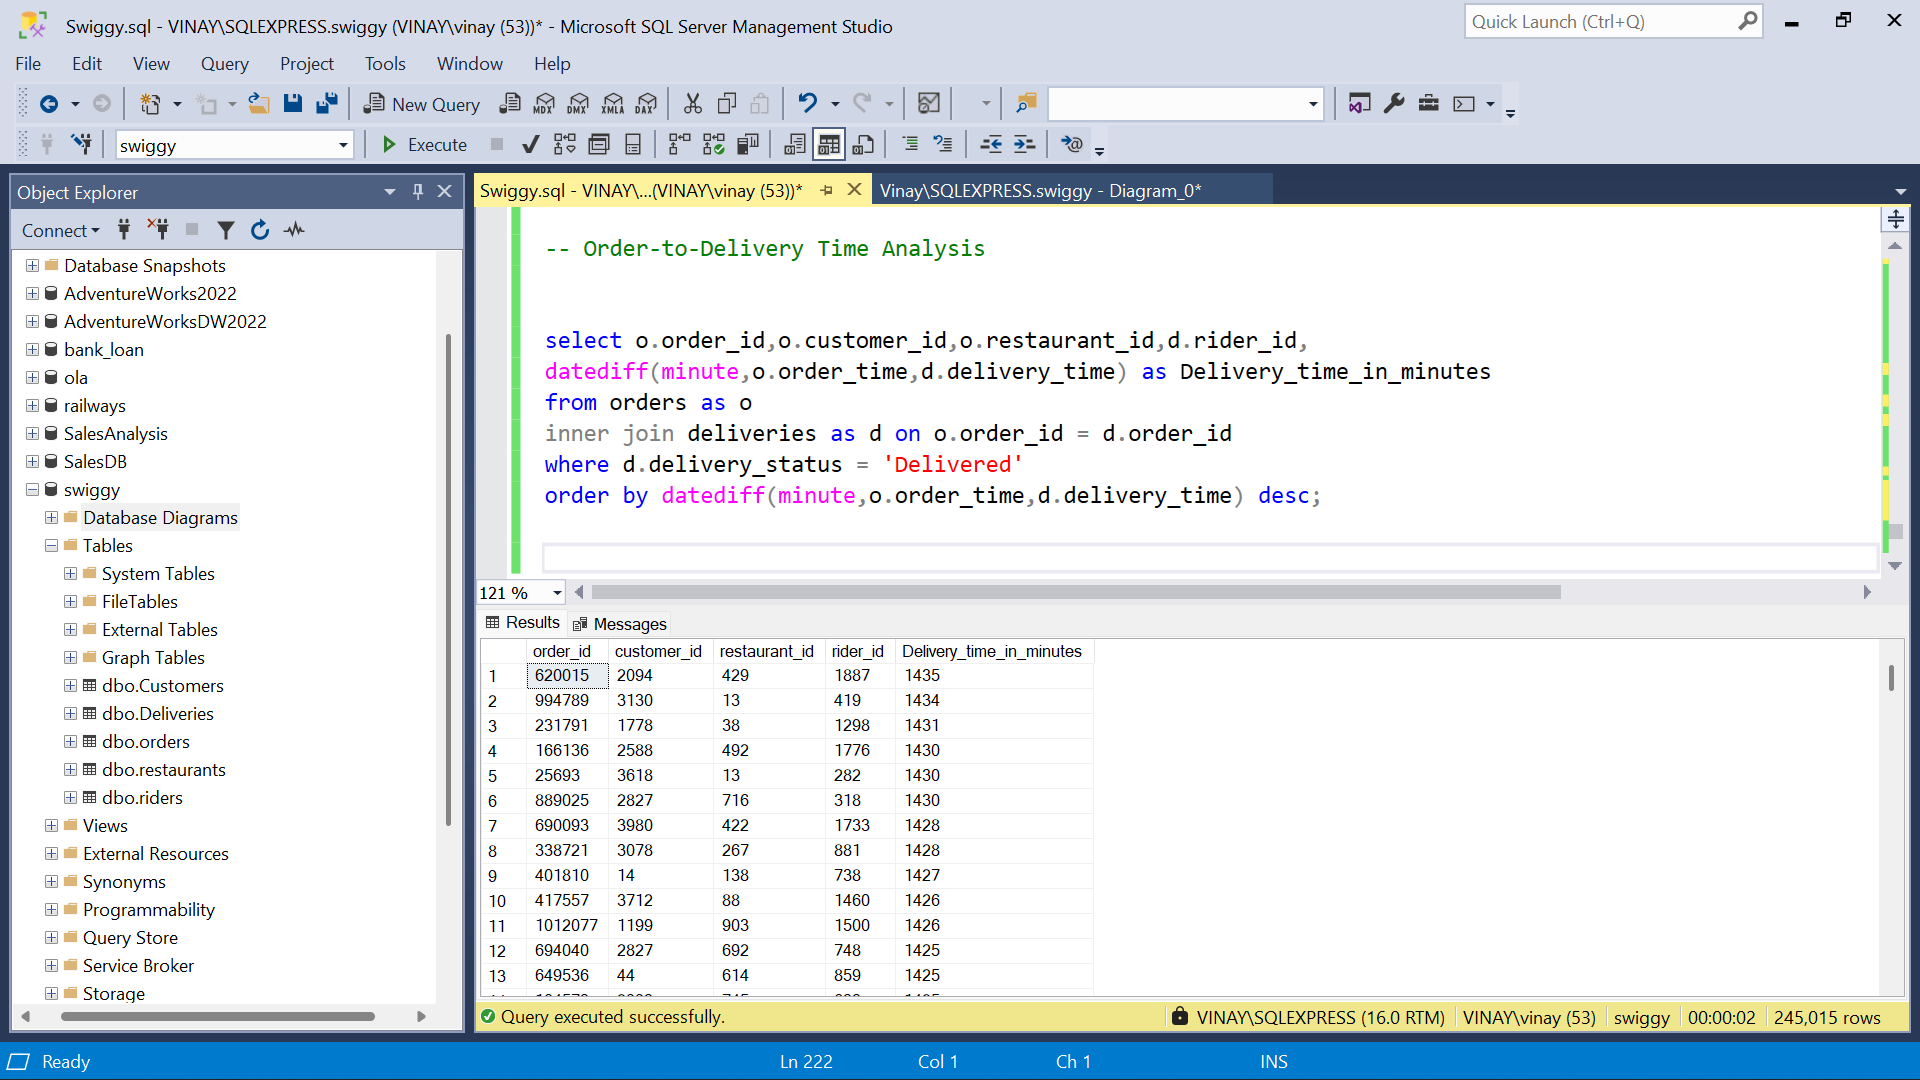 Swiggy.sql - VINAY\SQLEXPRESS.swiggy (VINAY\vinay (53))* - Microsoft SQL Server Management Studio
Quick Launch (Ctrl+Q)
File Edit View Query Project Tools Window Help
New Query MDX DMX XMLA DAX
swiggy Execute
Object Explorer
Connect
Database Snapshots
AdventureWorks2022
AdventureWorksDW2022
bank_loan
ola
railways
SalesAnalysis
SalesDB
swiggy
Database Diagrams
Tables
System Tables
FileTables
External Tables
Graph Tables
dbo.Customers
dbo.Deliveries
dbo.orders
dbo.restaurants
dbo.riders
Views
External Resources
Synonyms
Programmability
Query Store
Service Broker
Storage
Swiggy.sql - VINAY\...(VINAY\vinay (53))* Vinay\SQLEXPRESS.swiggy - Diagram_0*
-- Order-to-Delivery Time Analysis
select o.order_id,o.customer_id,o.restaurant_id,d.rider_id,
datediff(minute,o.order_time,d.delivery_time) as Delivery_time_in_minutes
from orders as o
inner join deliveries as d on o.order_id = d.order_id
where d.delivery_status = 'Delivered'
order by datediff(minute,o.order_time,d.delivery_time) desc;
121 %
Results Messages
order_id customer_id restaurant_id rider_id Delivery_time_in_minutes
1 620015 2094 429 1887 1435
2 994789 3130 13 419 1434
3 231791 1778 38 1298 1431
4 166136 2588 492 1776 1430
5 25693 3618 13 282 1430
6 889025 2827 716 318 1430
7 690093 3980 422 1733 1428
8 338721 3078 267 881 1428
9 401810 14 138 738 1427
10 417557 3712 88 1460 1426
11 1012077 1199 903 1500 1426
12 694040 2827 692 748 1425
13 649536 44 614 859 1425
Query executed successfully. VINAY\SQLEXPRESS (16.0 RTM) VINAY\vinay (53) swiggy 00:00:02 245,015 rows
Ready Ln 222 Col 1 Ch 1 INS